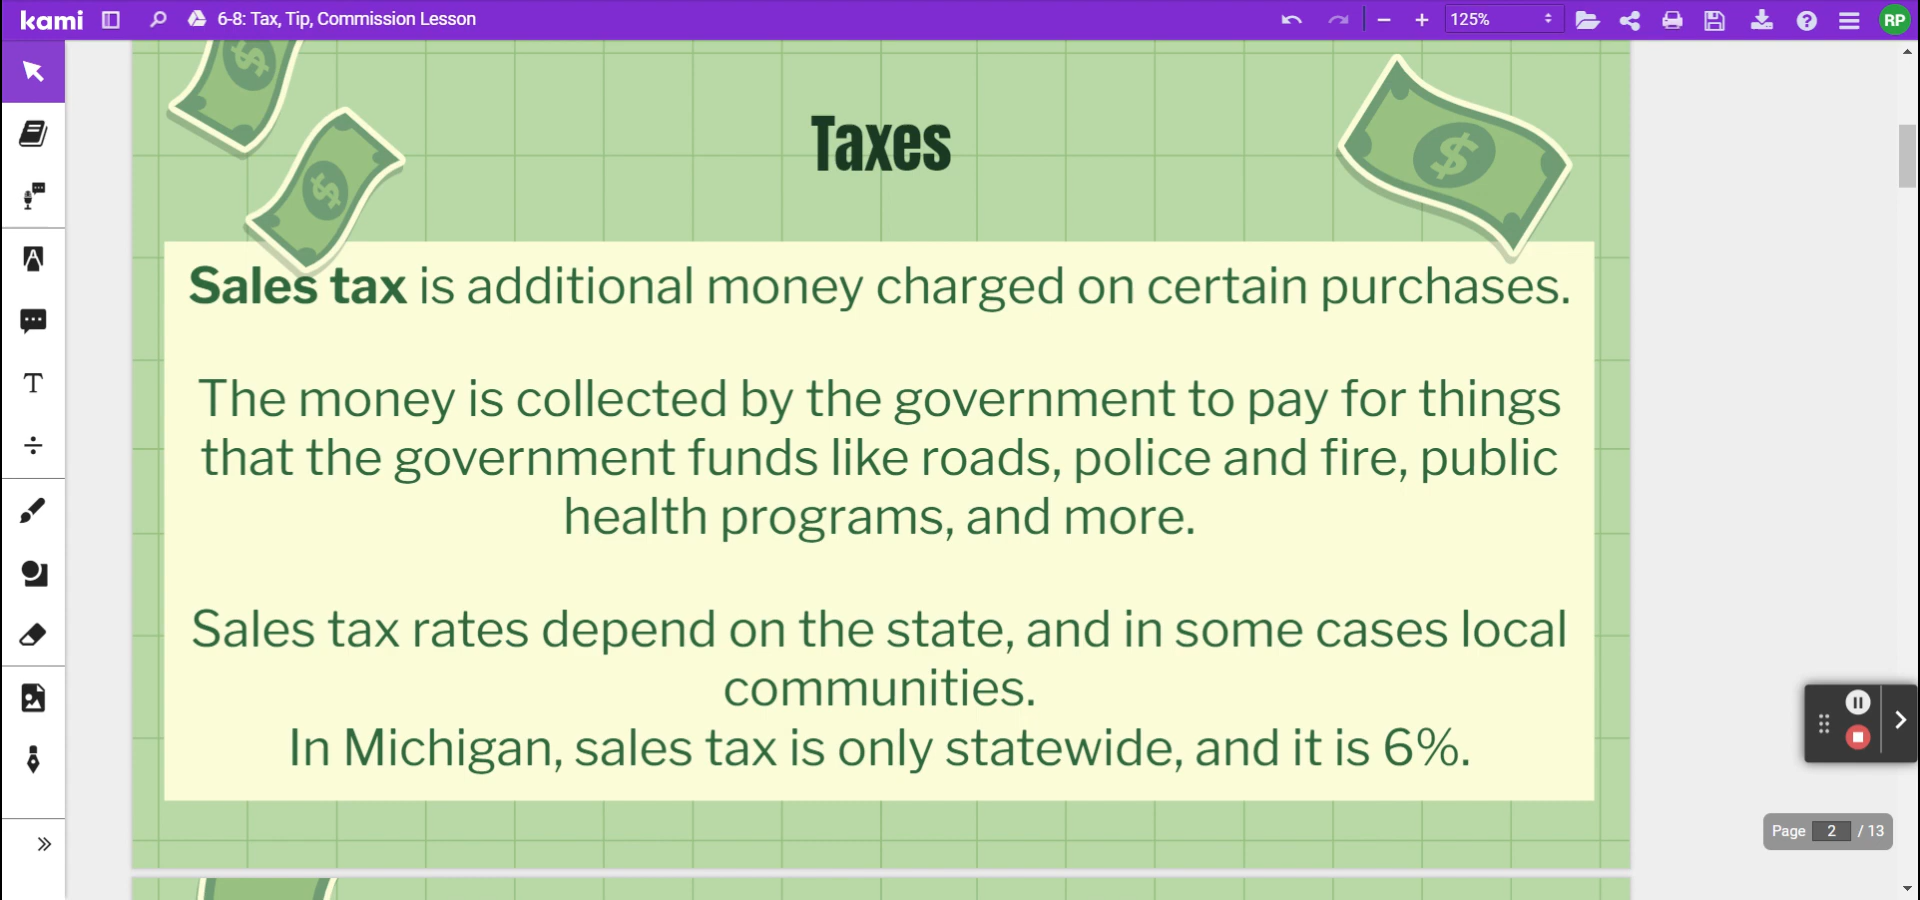 kami 6-8: Tax, Tip, Commission Lesson 125% RP
Taxes
Sales tax is additional money charged on certain purchases.
The money is collected by the government to pay for things
that the government funds like roads, police and fire, public
health programs, and more.
Sales tax rates depend on the state, and in some cases local
communities.
In Michigan, sales tax is only statewide, and it is 6%.
Page 2 / 13